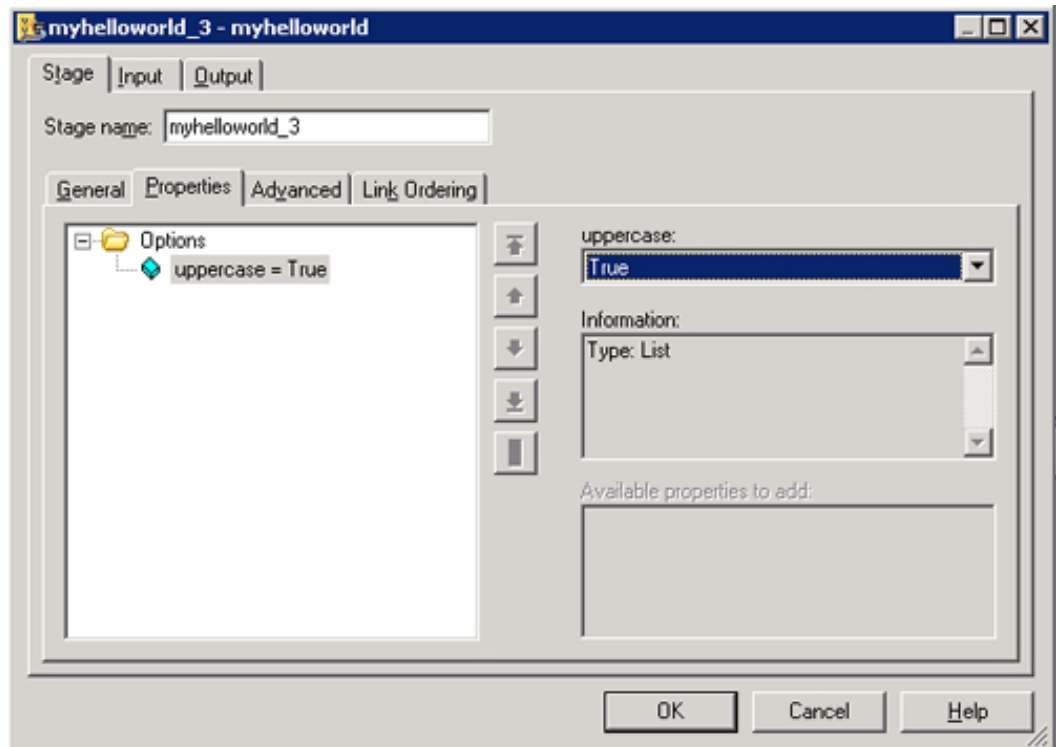 myhelloworld_3 - myhelloworld
Stage Input Output
Stage name: myhelloworld_3
General Properties Advanced Link Ordering
Options
uppercase = True
uppercase:
True
Information:
Type: List
Available properties to add:
OK Cancel Help